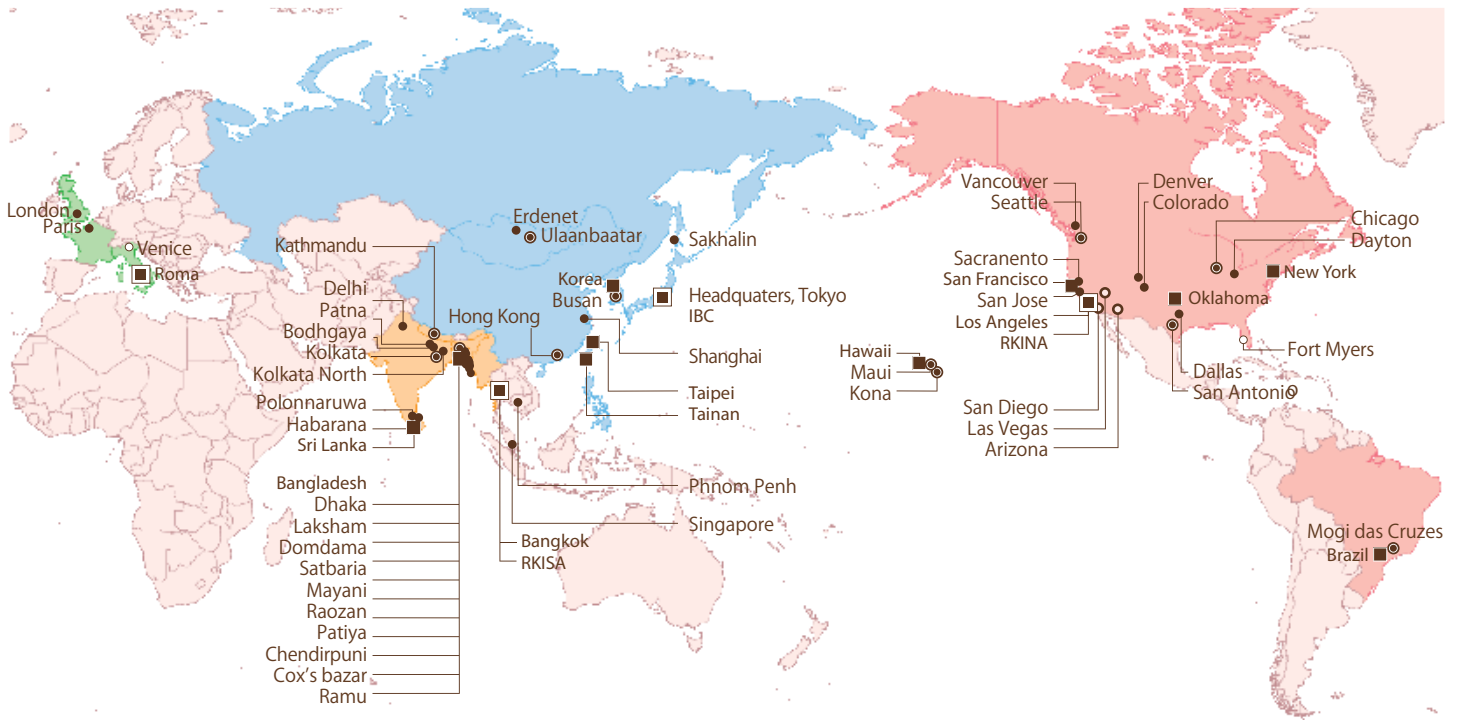 London
Paris
Venice
Roma
Kathmandu
Delhi
Patna
Bodhgaya
Kolkata
Kolkata North
Polonnaruwa
Habarana
Sri Lanka
Bangladesh
Dhaka
Laksham
Domdama
Satbaria
Mayani
Raozan
Patiya
Chendirpuni
Cox's bazar
Ramu
Erdenet
Ulaanbaatar
Sakhalin
Korea
Busan
Headquaters, Tokyo
IBC
Hong Kong
Shanghai
Taipei
Tainan
Phnom Penh
Singapore
Bangkok
RKISA
Vancouver
Seattle
Sacranento
San Francisco
San Jose
Los Angeles
RKINA
Hawaii
Maui
Kona
San Diego
Las Vegas
Arizona
Denver
Colorado
Chicago
Dayton
New York
Oklahoma
Fort Myers
Dallas
San Antonio
Mogi das Cruzes
Brazil